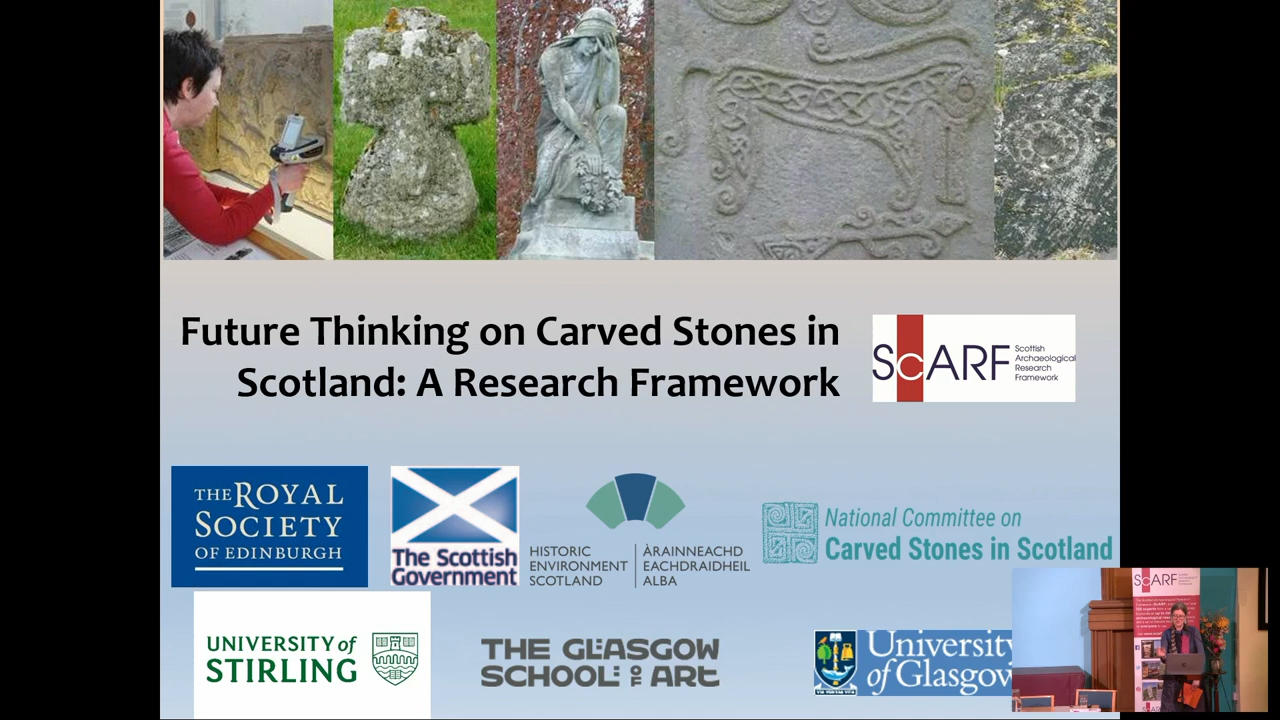 Future Thinking on Carved Stones in
Scotland: A Research Framework
ScARF
Scottish
Archaeological
Research
Framework
THE ROYAL
SOCIETY
OF EDINBURGH
The Scottish
Government
HISTORIC
ENVIRONMENT
SCOTLAND
ÀRAINNEACHD
EACHDRAIDHEIL
ALBA
National Committee on
Carved Stones in Scotland
UNIVERSITY of
STIRLING
THE GLASGOW
SCHOOL OF ART
University
of Glasgow
ScARF
ScARF